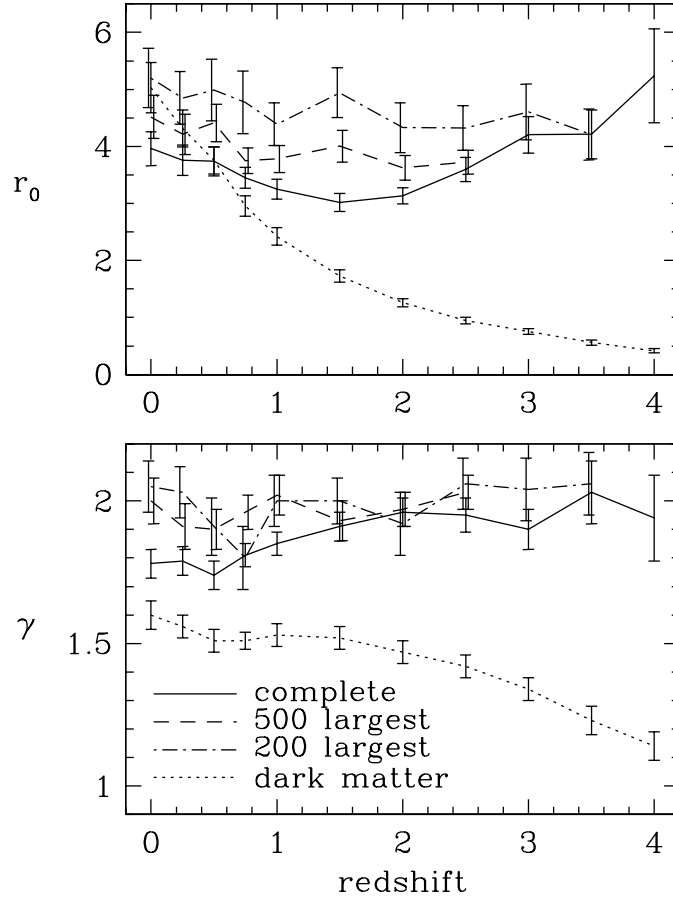 6
4
r₀
2
0
0 1 2 3 4
2
γ
1.5
complete
500 largest
200 largest
dark matter
1
0 1 2 3 4
redshift